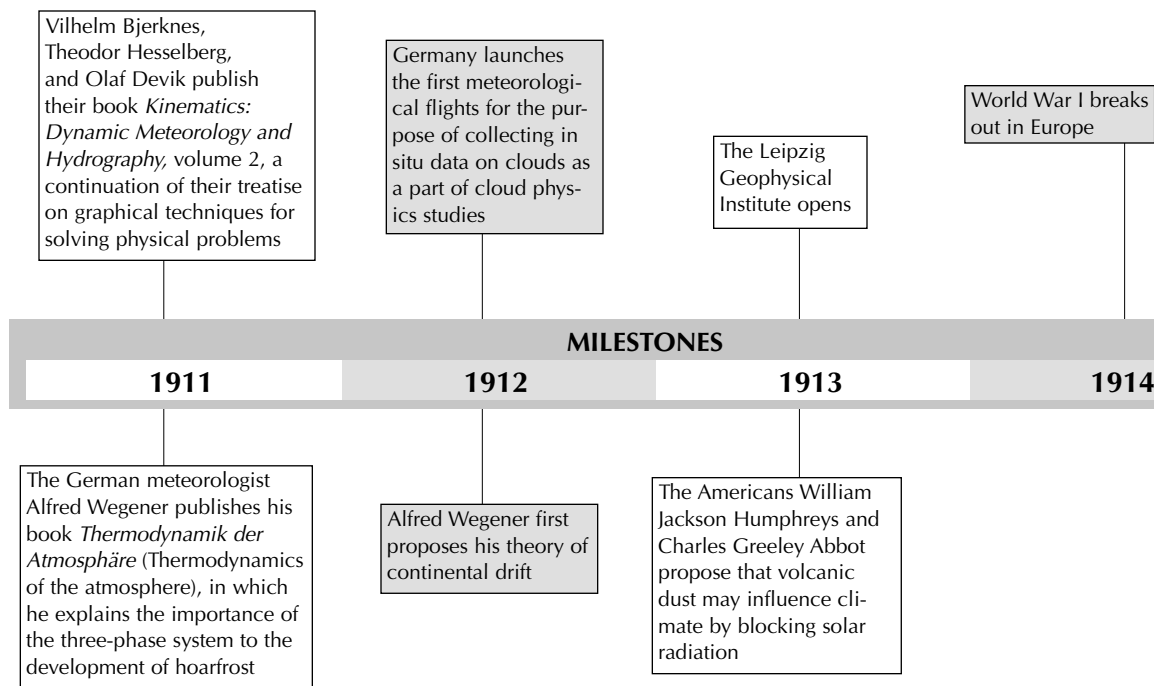 Vilhelm Bjerknes,
Theodor Hesselberg,
and Olaf Devik publish
their book Kinematics:
Dynamic Meteorology and
Hydrography, volume 2, a
continuation of their treatise
on graphical techniques for
solving physical problems
Germany launches
the first meteorologi-
cal flights for the pur-
pose of collecting in
situ data on clouds as
a part of cloud phys-
ics studies
The Leipzig
Geophysical
Institute opens
World War I breaks
out in Europe
MILESTONES
1911
1912
1913
1914
The German meteorologist
Alfred Wegener publishes his
book Thermodynamik der
Atmosphäre (Thermodynamics
of the atmosphere), in which
he explains the importance of
the three-phase system to the
development of hoarfrost
Alfred Wegener first
proposes his theory of
continental drift
The Americans William
Jackson Humphreys and
Charles Greeley Abbot
propose that volcanic
dust may influence cli-
mate by blocking solar
radiation